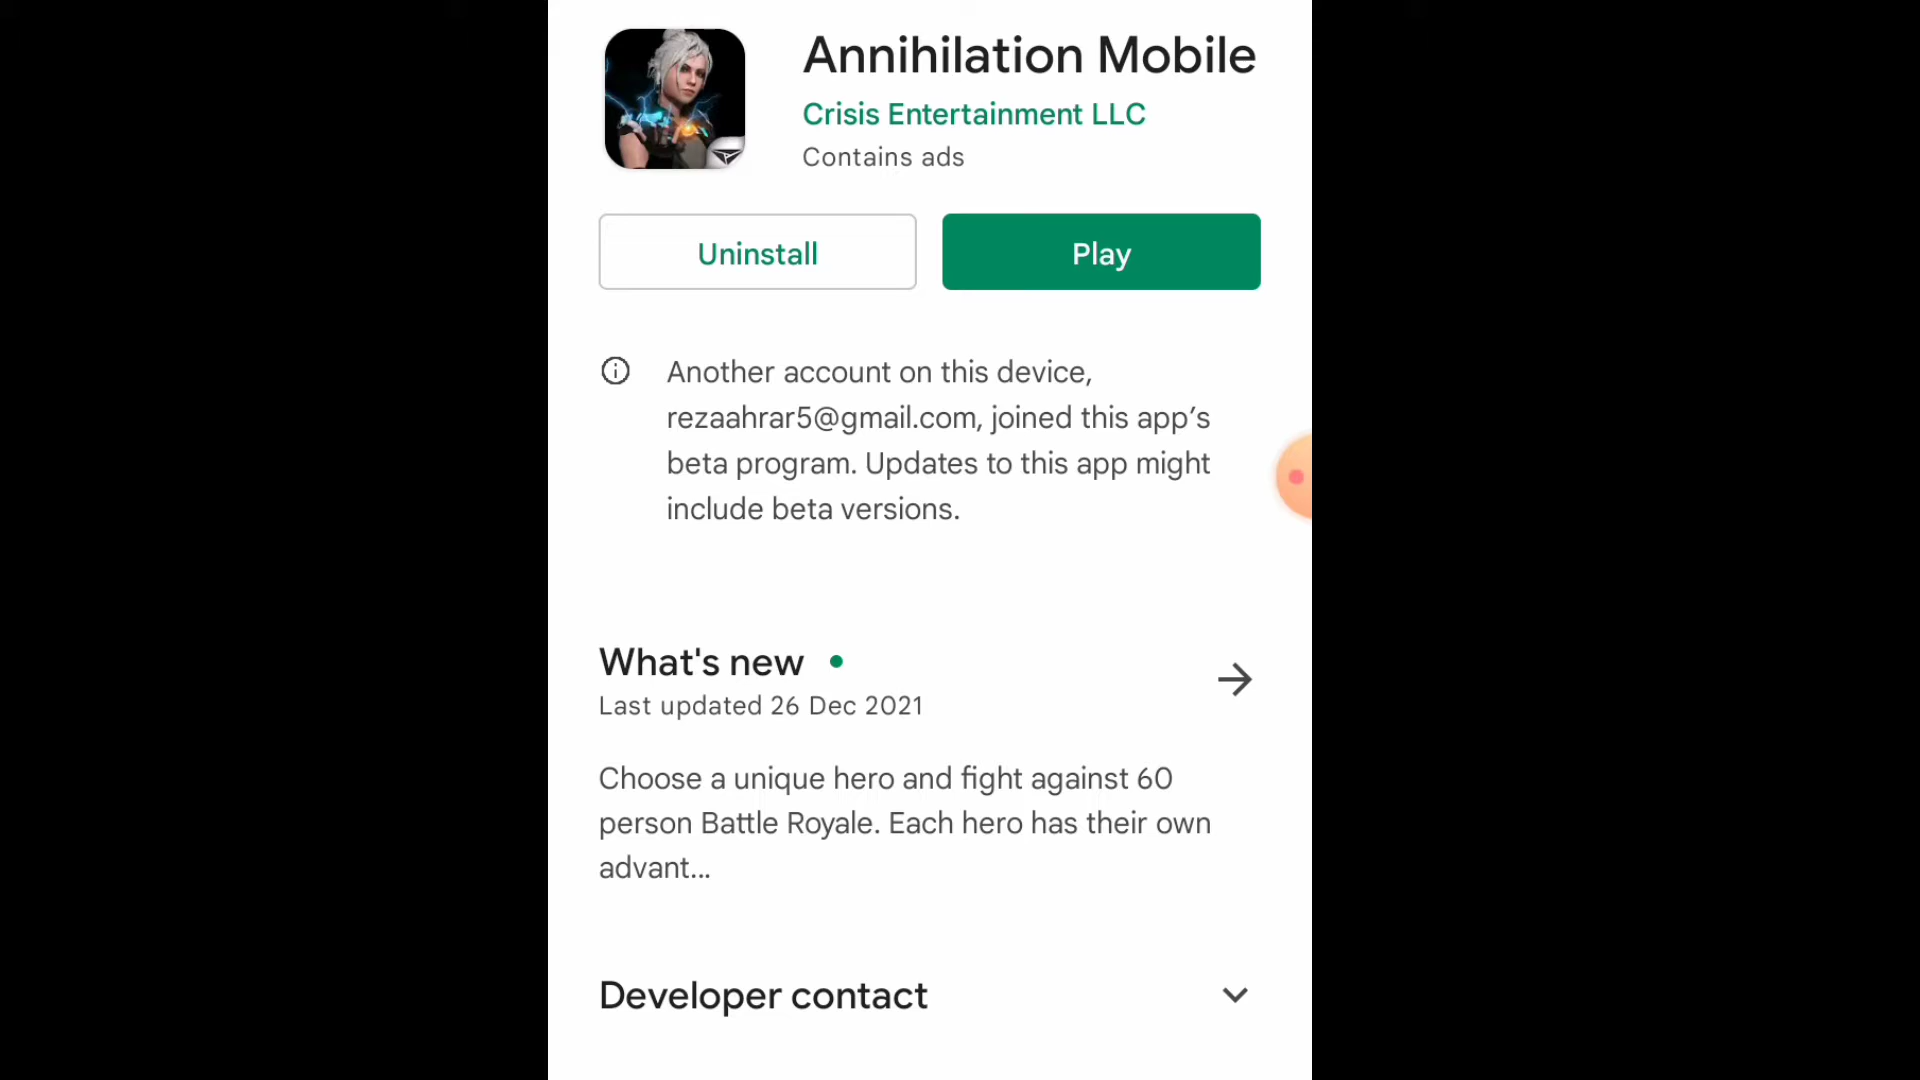 Annihilation Mobile
Crisis Entertainment LLC
Contains ads
Uninstall
Play
Another account on this device,
rezaahrar5@gmail.com, joined this app’s
beta program. Updates to this app might
include beta versions.
What's new
Last updated 26 Dec 2021
Choose a unique hero and fight against 60
person Battle Royale. Each hero has their own
advant...
Developer contact